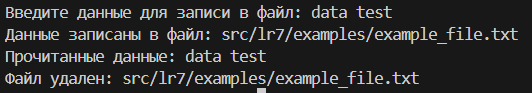 Введите данные для записи в файл: data test
Данные записаны в файл: src/lr7/examples/example_file.txt
Прочитанные данные: data test
Файл удален: src/lr7/examples/example_file.txt